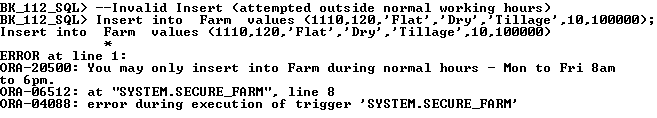 BK_112_SQL> --Invalid Insert (attempted outside normal working hours)
BK_112_SQL> Insert into  Farm  values (1110,120,'Flat','Dry','Tillage',10,100000);
Insert into  Farm  values (1110,120,'Flat','Dry','Tillage',10,100000)
             *
ERROR at line 1:
ORA-20500: You may only insert into Farm during normal hours - Mon to Fri 8am
to 6pm.
ORA-06512: at "SYSTEM.SECURE_FARM", line 8
ORA-04088: error during execution of trigger 'SYSTEM.SECURE_FARM'